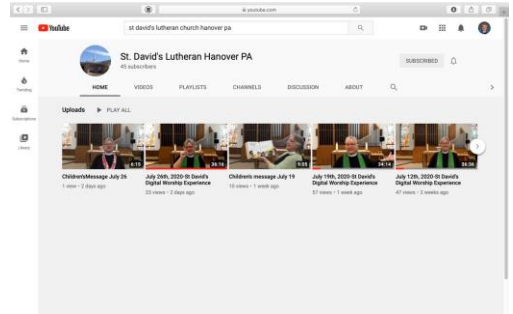 youtube.com
YouTube
st david's lutheran church hanover pa
Home
Trending
Subscriptions
Library
St. David's Lutheran Hanover PA
45 subscribers
SUBSCRIBED
HOME VIDEOS PLAYLISTS CHANNELS DISCUSSION ABOUT
Uploads PLAY ALL
6:15
36:16
9:05
34:14
36:36
Children'sMessage July 26
1 view • 2 days ago
July 26th, 2020-St David's
Digital Worship Experience
23 views • 2 days ago
Children's message July 19
10 views • 1 week ago
July 19th, 2020-St David's
Digital Worship Experience
57 views • 1 week ago
July 12th, 2020-St David's
Digital Worship Experience
47 views • 2 weeks ago